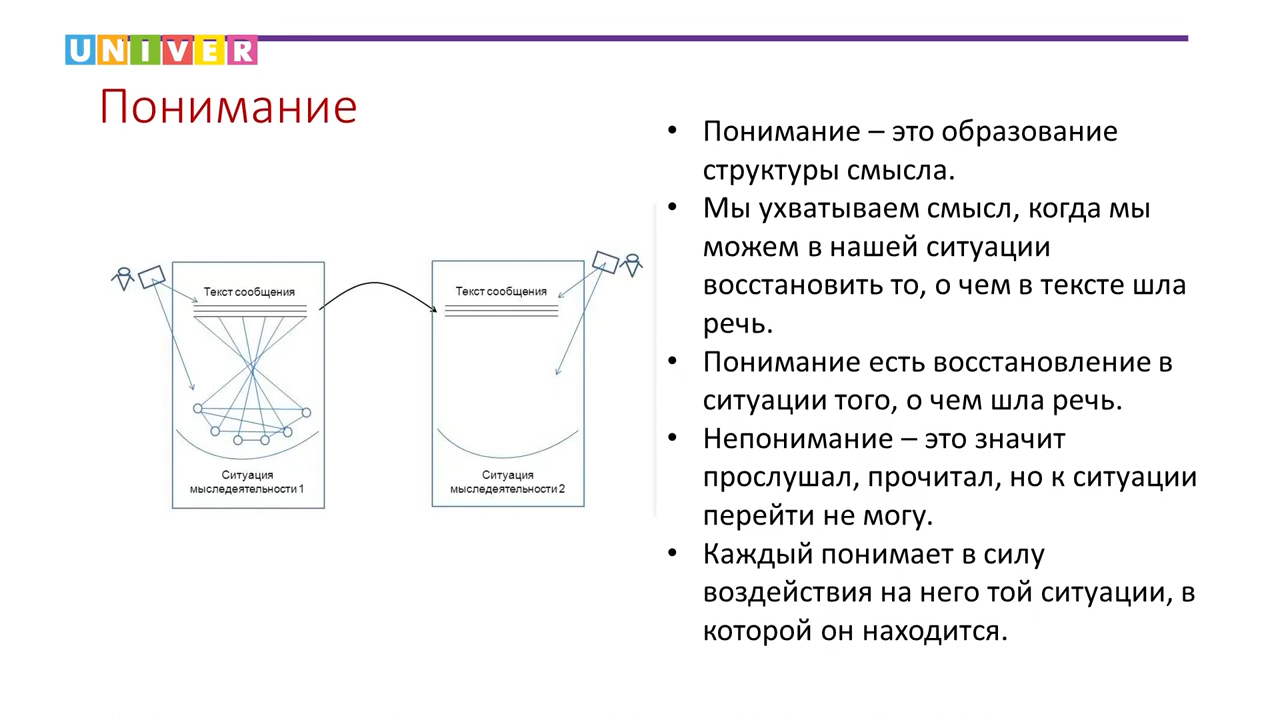 UNIVER
Понимание
Текст сообщения
Ситуация
мыследеятельности 1
Текст сообщения
Ситуация
мыследеятельности 2
• Понимание – это образование
структуры смысла.
• Мы ухватываем смысл, когда мы
можем в нашей ситуации
восстановить то, о чем в тексте шла
речь.
• Понимание есть восстановление в
ситуации того, о чем шла речь.
• Непонимание – это значит
прослушал, прочитал, но к ситуации
перейти не могу.
• Каждый понимает в силу
воздействия на него той ситуации, в
которой он находится.